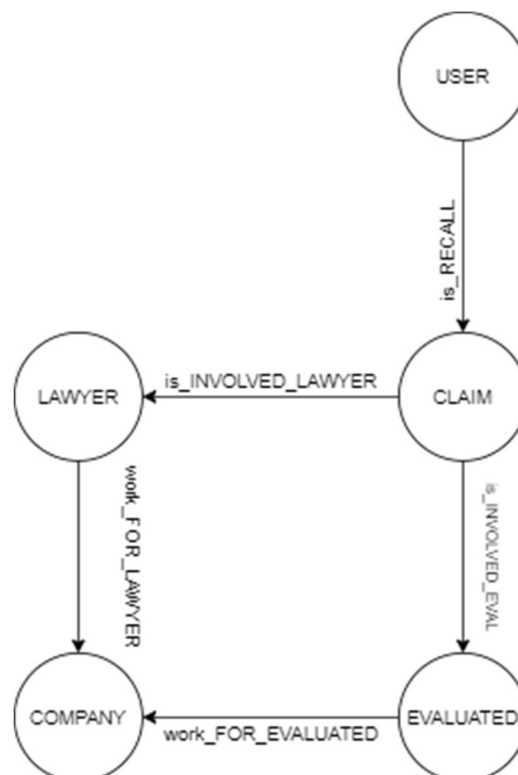 USER
is_RECALL
LAWYER
is_INVOLVED_LAWYER
CLAIM
work_FOR_LAWYER
is_INVOLVED_EVAL
COMPANY
work_FOR_EVALUATED
EVALUATED